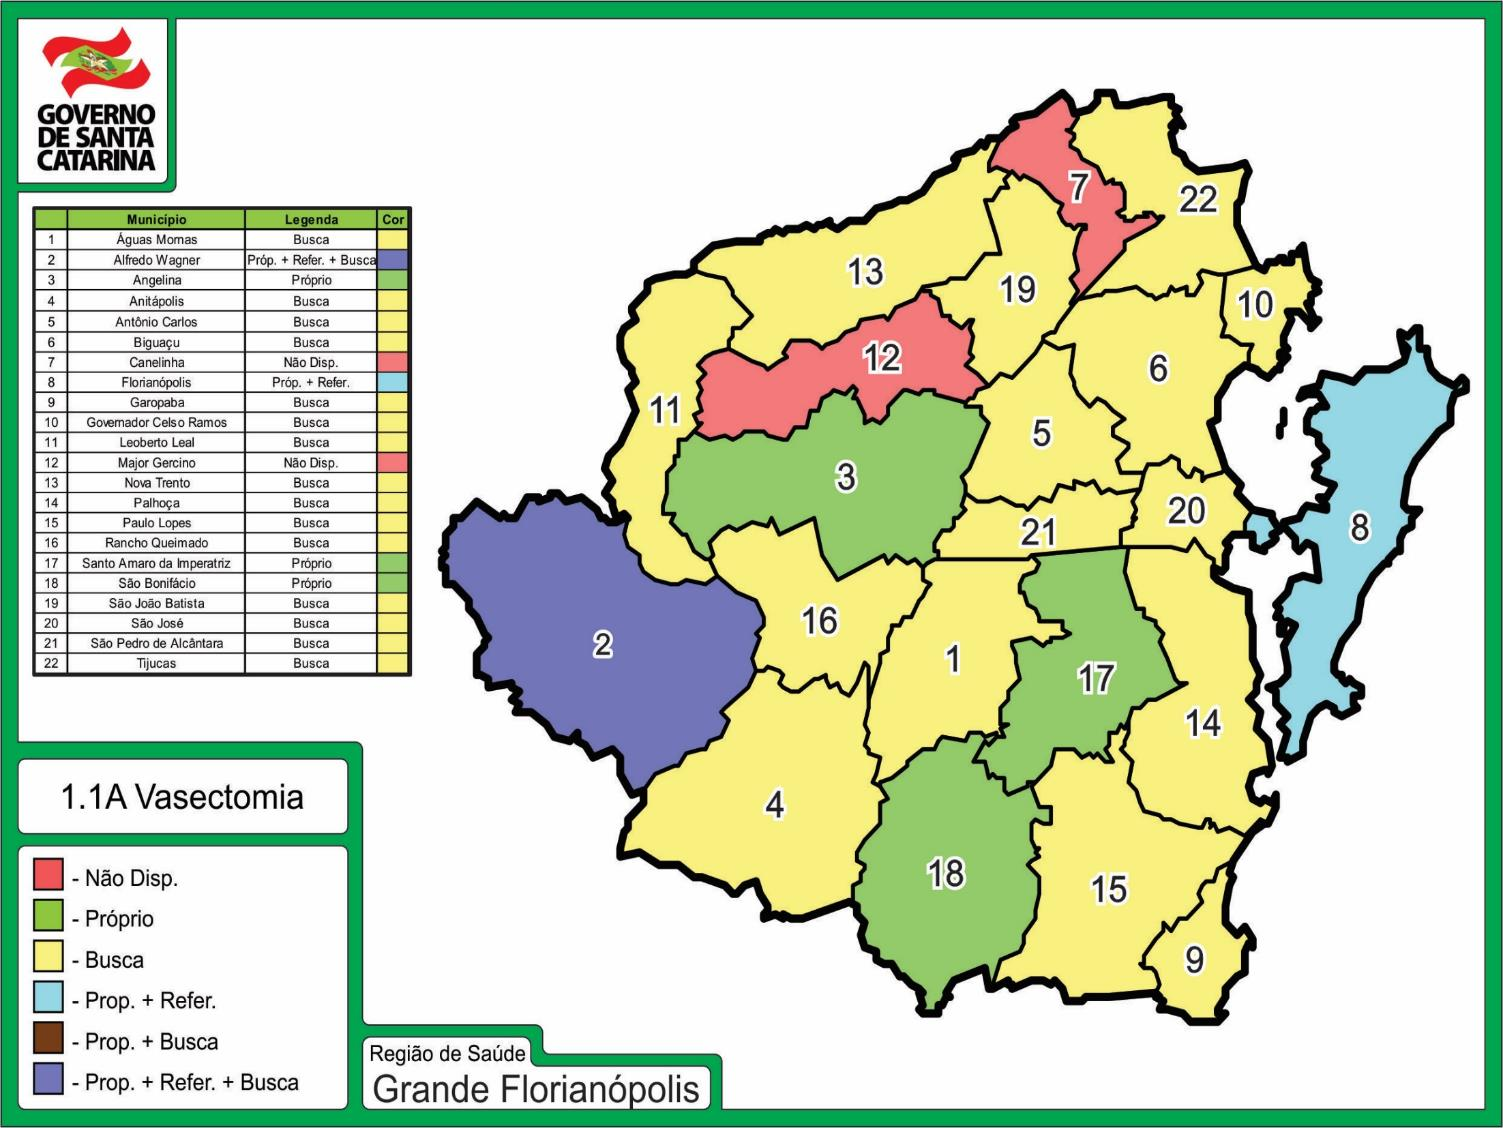 GOVERNO
DE SANTA
CATARINA
Município Legenda Cor
1 Águas Mornas Busca
2 Alfredo Wagner Próp. + Refer. + Busca
3 Angelina Próprio
4 Anitápolis Busca
5 Antônio Carlos Busca
6 Biguaçu Busca
7 Canelinha Não Disp.
8 Florianópolis Próp. + Refer.
9 Garopaba Busca
10 Governador Celso Ramos Busca
11 Leoberto Leal Busca
12 Major Gercino Não Disp.
13 Nova Trento Busca
14 Palhoça Busca
15 Paulo Lopes Busca
16 Rancho Queimado Busca
17 Santo Amaro da Imperatriz Próprio
18 São Bonifácio Próprio
19 São João Batista Busca
20 São José Busca
21 São Pedro de Alcântara Busca
22 Tijucas Busca
7
22
13
19
10
12
6
11
5
3
20
21
8
16
2
1
17
14
4
18
15
9
1.1A Vasectomia
- Não Disp.
- Próprio
- Busca
- Prop. + Refer.
- Prop. + Busca
- Prop. + Refer. + Busca
Região de Saúde
Grande Florianópolis